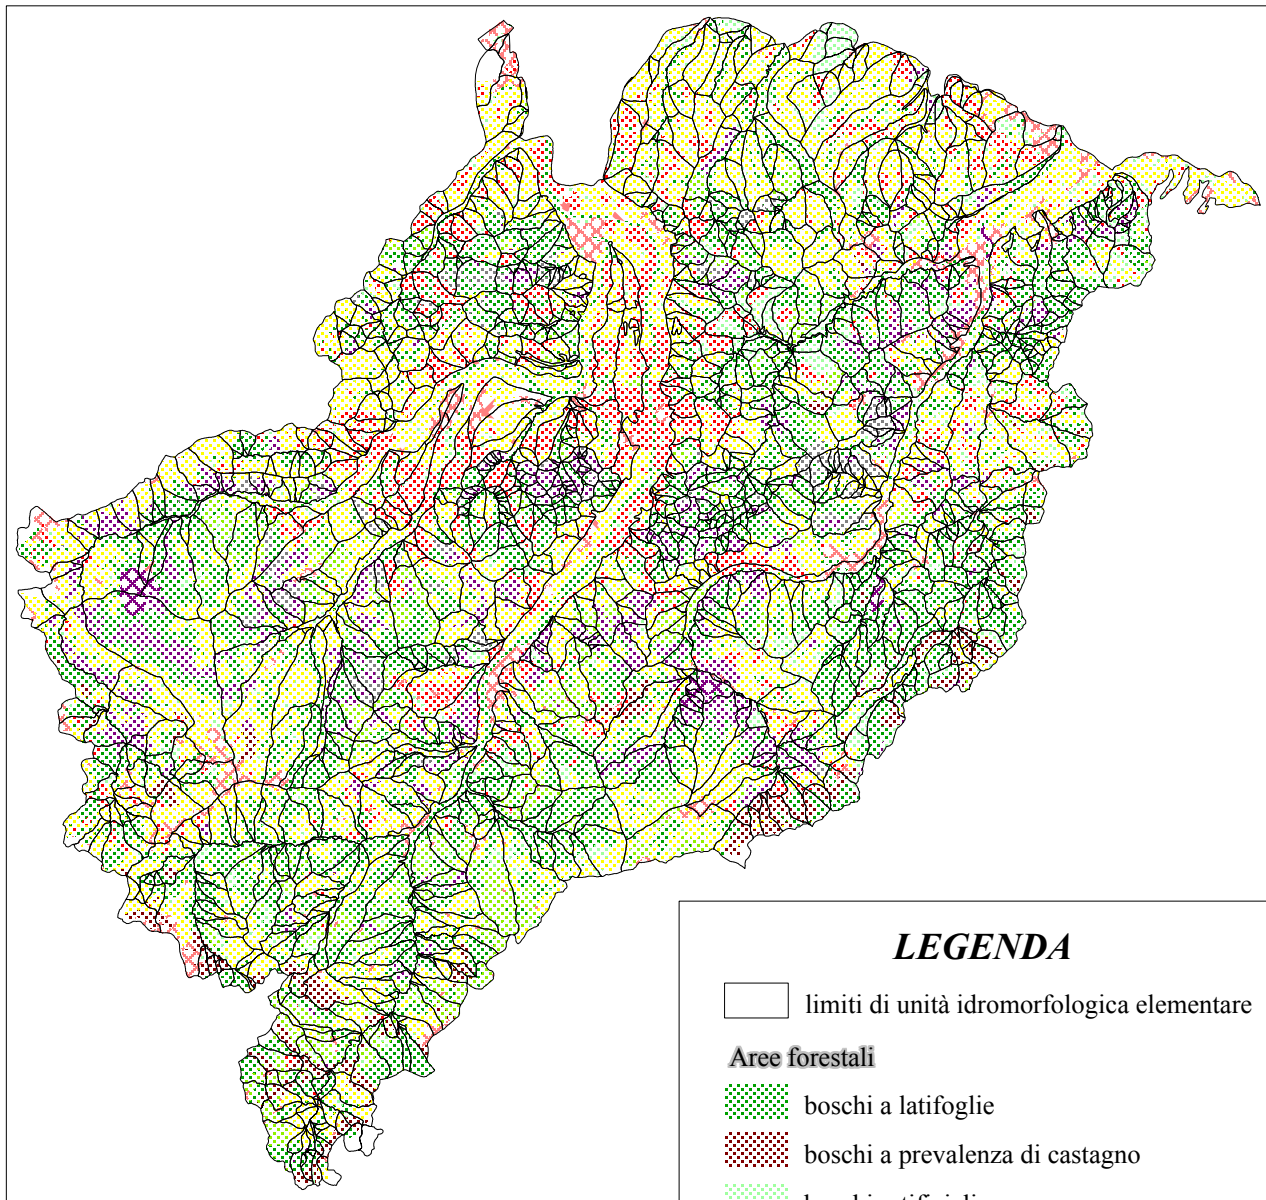 LEGENDA
limiti di unità idromorfologica elementare
Aree forestali
boschi a latifoglie
boschi a prevalenza di castagno